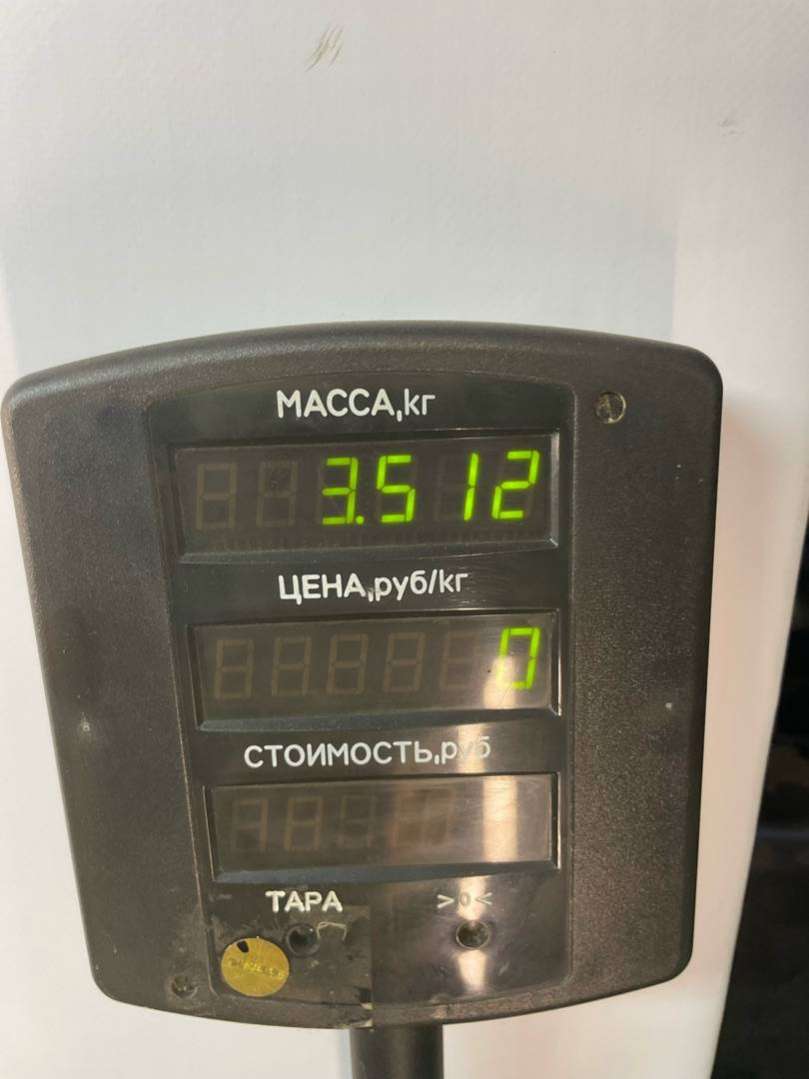 МАССА,кг
3.512
ЦЕНА,руб/кг
0
СТОИМОСТЬ,руб
ТАРА >0<